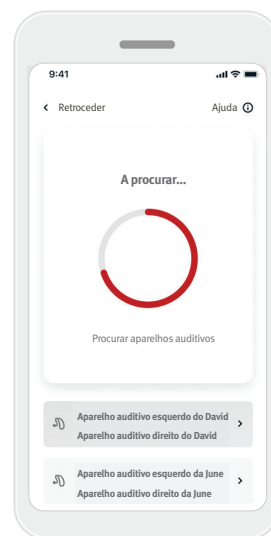 9:41
Retroceder Ajuda
A procurar...
Procurar aparelhos auditivos
Aparelho auditivo esquerdo do David
Aparelho auditivo direito do David
Aparelho auditivo esquerdo da June
Aparelho auditivo direito da June